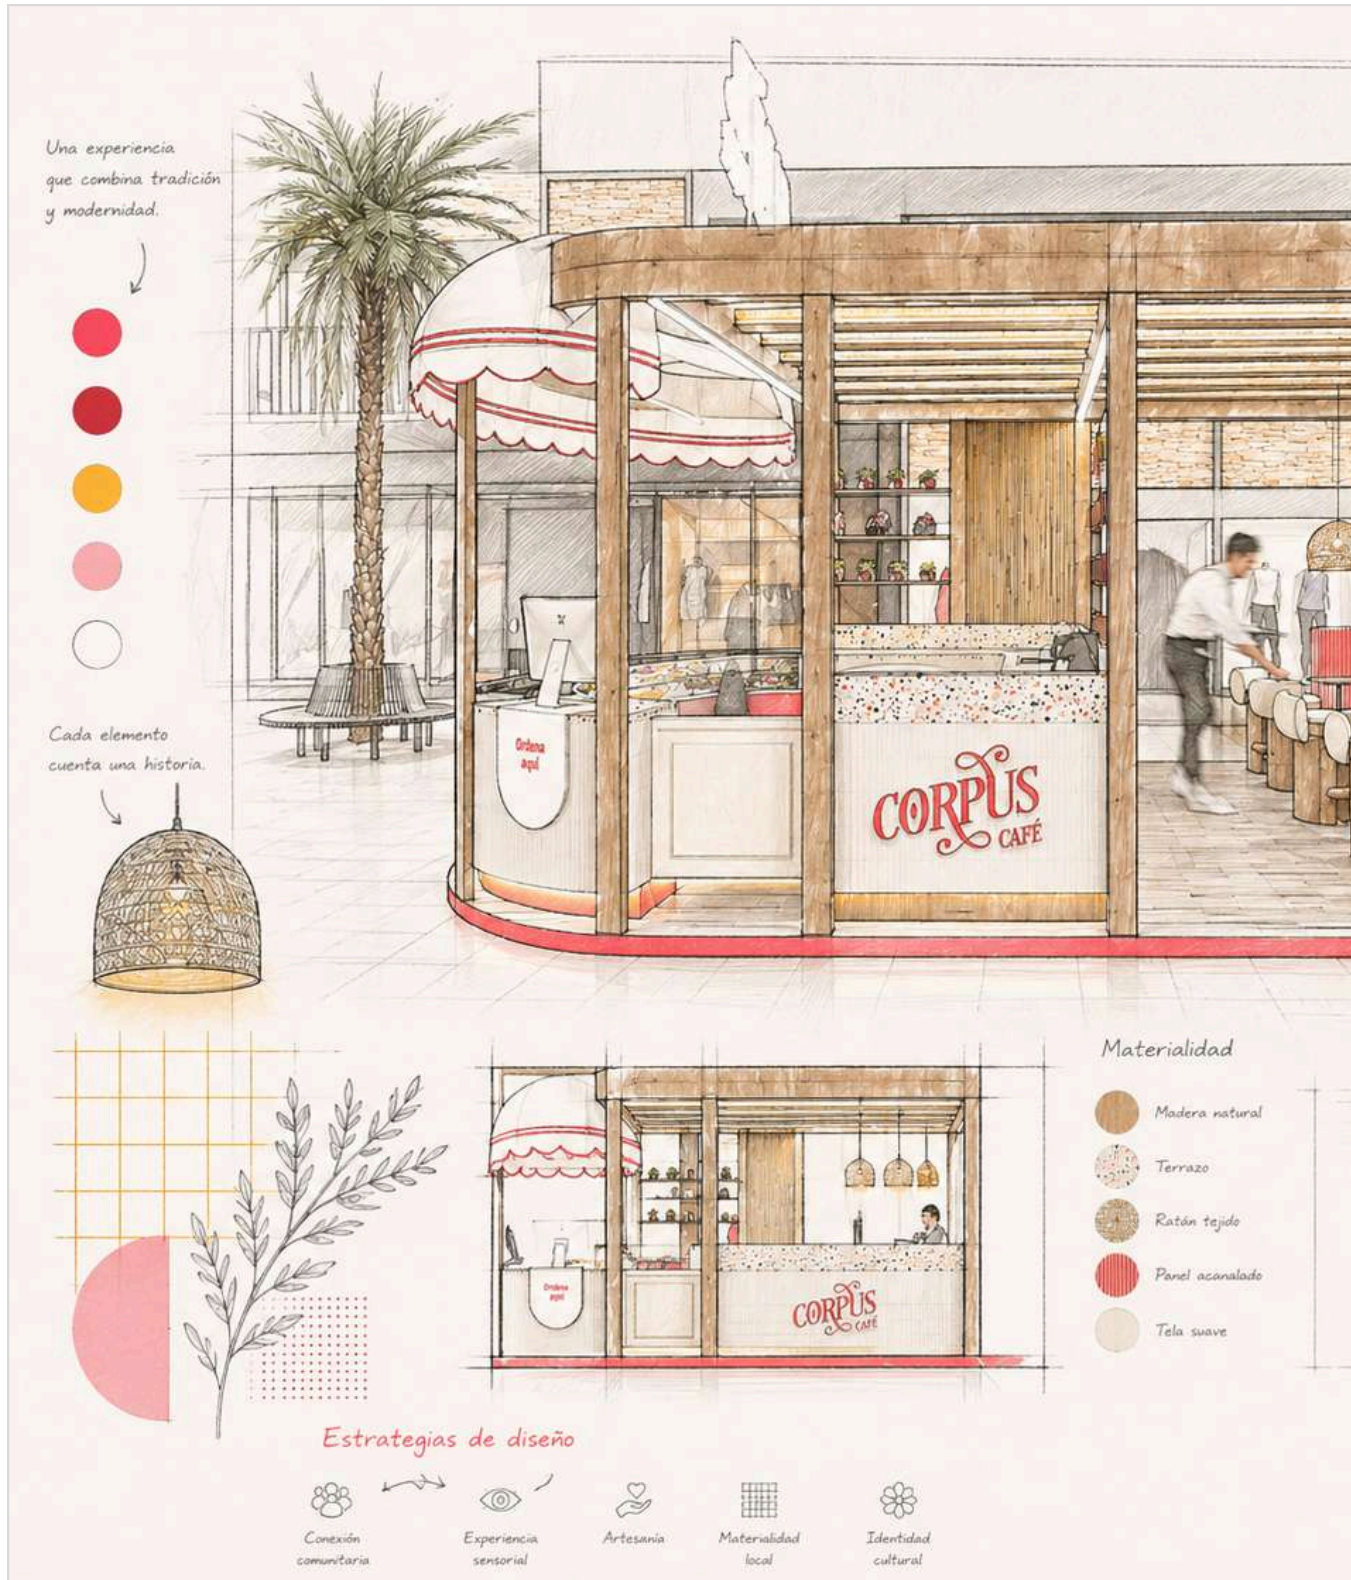 Una experiencia
que combina tradición
y modernidad.
Cada elemento
cuenta una historia.
Ordena
aquí
CORPUS
CAFÉ
Materialidad
Madera natural
Terrazo
Ratán tejido
Panel acanalado
Tela suave
Ordena
aquí
CORPUS
CAFÉ
Estrategias de diseño
Conexión
comunitaria
Experiencia
sensorial
Artesanía
Materialidad
local
Identidad
cultural